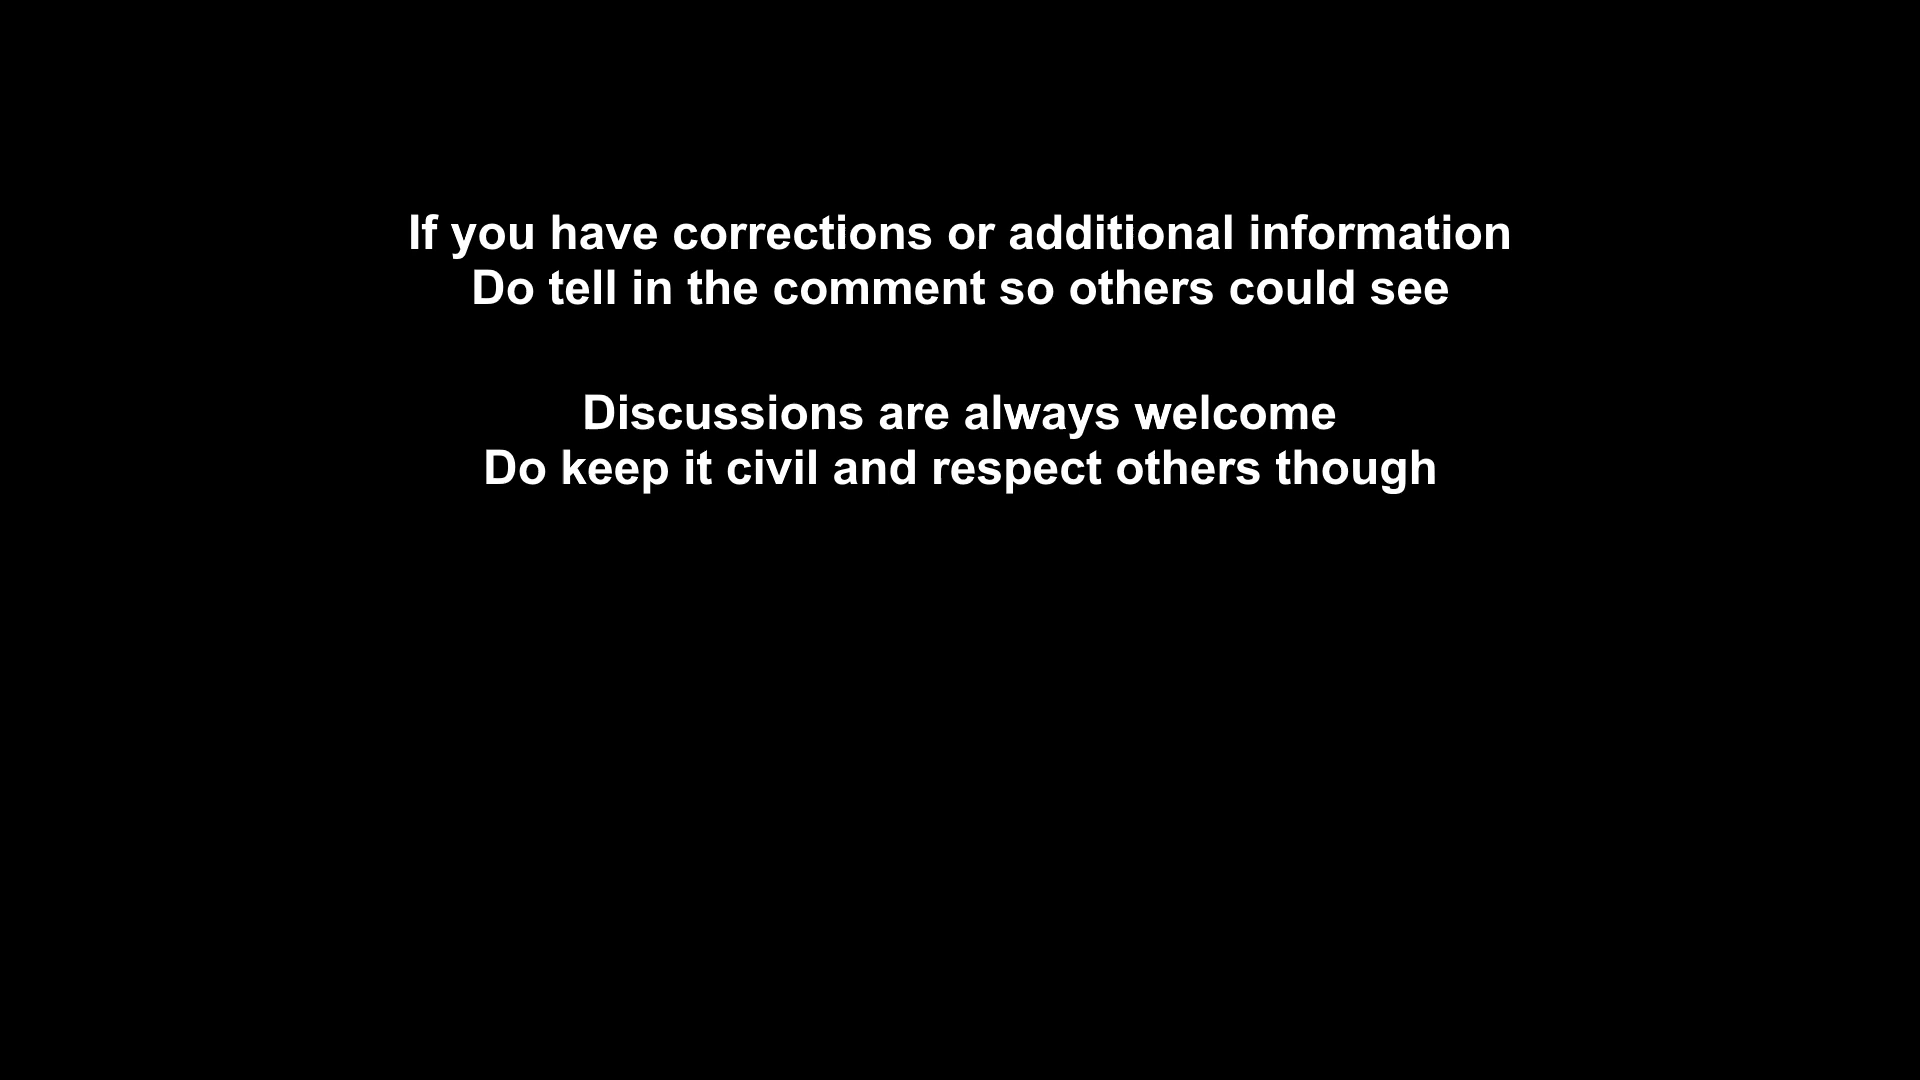 If you have corrections or additional information
Do tell in the comment so others could see
Discussions are always welcome
Do keep it civil and respect others though